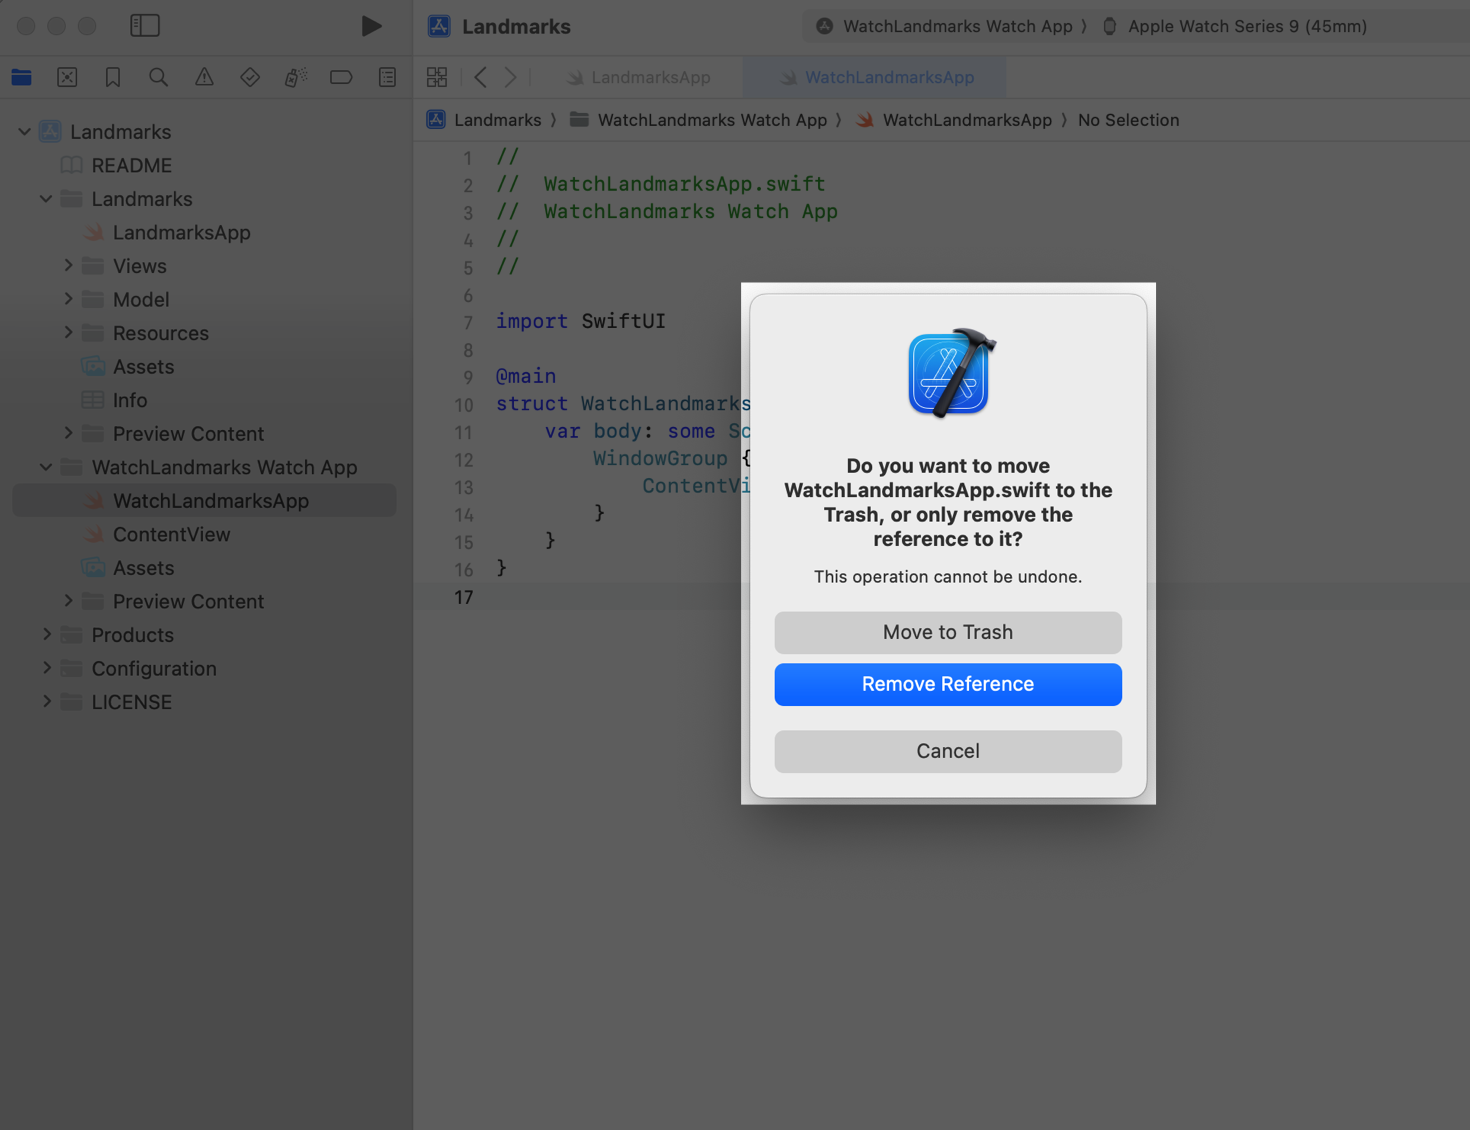 Landmarks
WatchLandmarks Watch App 〉 Apple Watch Series 9 (45mm)
LandmarksApp
WatchLandmarksApp
Landmarks 〉 WatchLandmarks Watch App 〉 WatchLandmarksApp 〉 No Selection
Landmarks
README
Landmarks
LandmarksApp
Views
Model
Resources
Assets
Info
Preview Content
WatchLandmarks Watch App
WatchLandmarksApp
ContentView
Assets
Preview Content
Products
Configuration
LICENSE
1 //
2 //  WatchLandmarksApp.swift
3 //  WatchLandmarks Watch App
4 //
5 //
6
7 import SwiftUI
8
9 @main
10 struct WatchLandmarks
11     var body: some Sc
12         WindowGroup {
13             ContentVi
14         }
15     }
16 }
17
Do you want to move
WatchLandmarksApp.swift to the
Trash, or only remove the
reference to it?
This operation cannot be undone.
Move to Trash
Remove Reference
Cancel